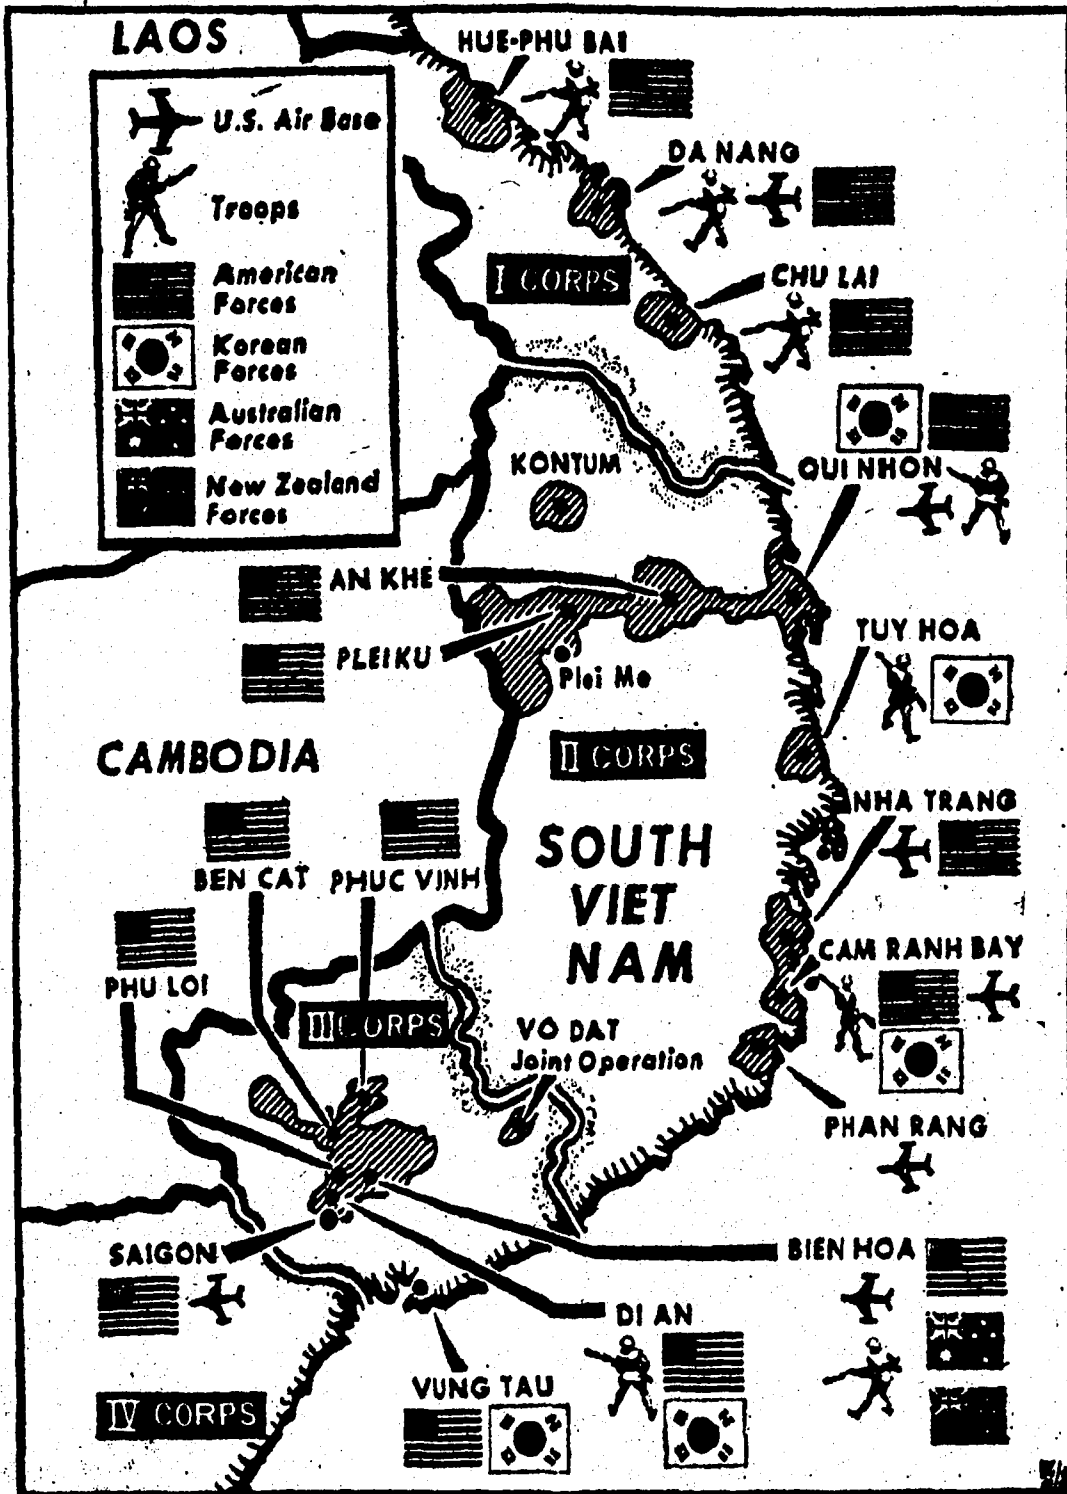 LAOS
U.S. Air Base
Troops
American
Forces
Korean
Forces
Australian
Forces
New Zealand
Forces
HUE-PHU BAI
DA NANG
I CORPS
CHU LAI
KONTUM
QUI NHON
AN KHE
PLEIKU
Plei Me
TUY HOA
CAMBODIA
II CORPS
NHA TRANG
SOUTH
VIET
NAM
BEN CAT
PHUC VINH
PHU LOI
CAM RANH BAY
III CORPS
VO DAT
Joint Operation
PHAN RANG
SAIGON
BIEN HOA
DI AN
VUNG TAU
IV CORPS